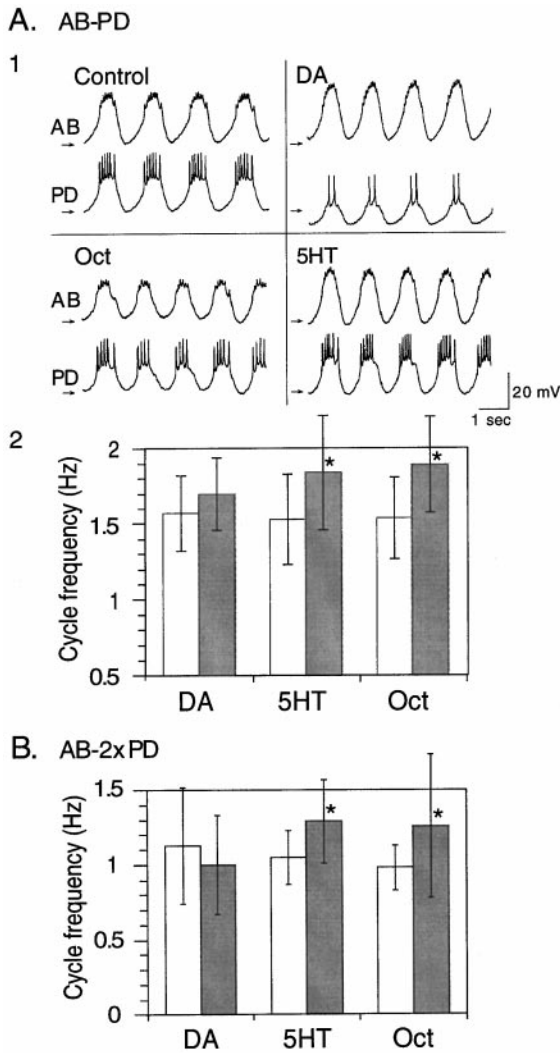 A. AB-PD
1
Control
DA
AB
PD
Oct
5HT
AB
PD
20 mV
1 sec
2
Cycle frequency (Hz)
2
1.5
1
0.5
*
*
DA
5HT
Oct
B. AB-2xPD
Cycle frequency (Hz)
1.5
1
0.5
0
*
*
DA
5HT
Oct